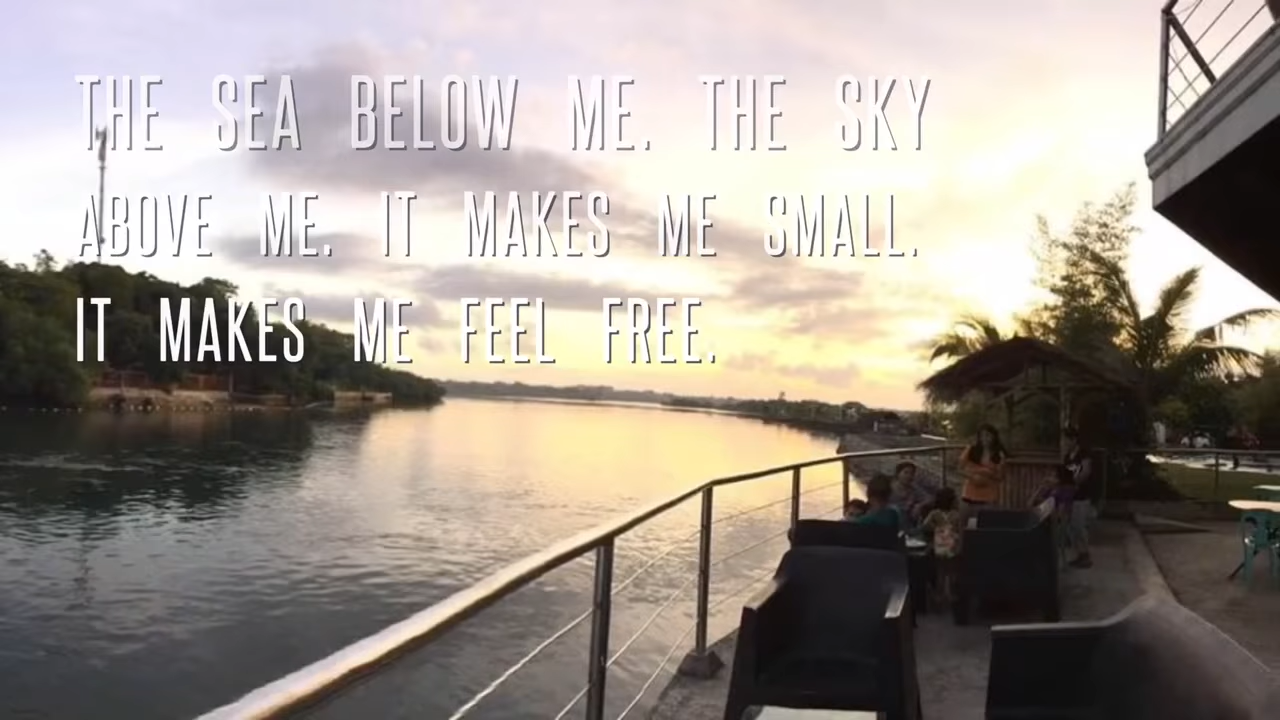 THE SEA BELOW ME. THE SKY
ABOVE ME. IT MAKES ME SMALL.
IT MAKES ME FEEL FREE.